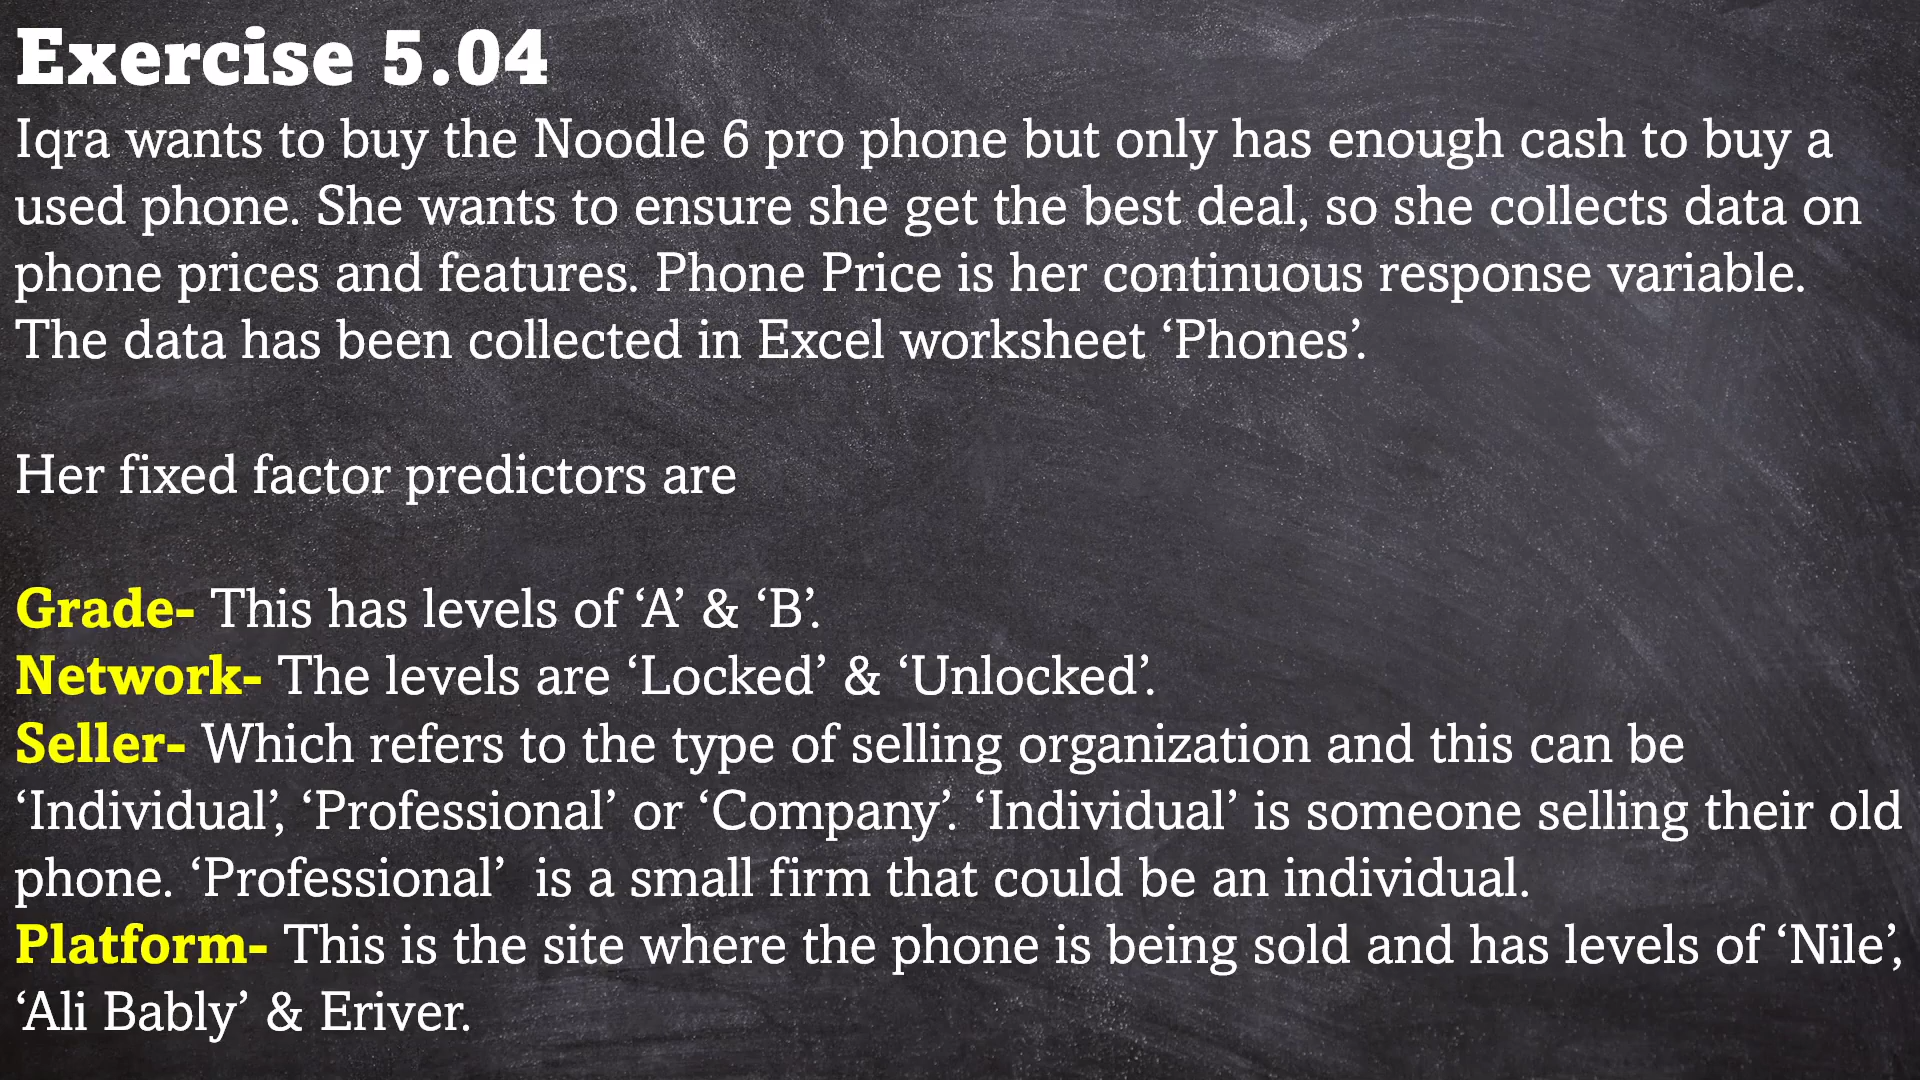 Exercise 5.04
Iqra wants to buy the Noodle 6 pro phone but only has enough cash to buy a
used phone. She wants to ensure she get the best deal, so she collects data on
phone prices and features. Phone Price is her continuous response variable.
The data has been collected in Excel worksheet ‘Phones’.
Her fixed factor predictors are
Grade- This has levels of ‘A’ & ‘B’.
Network- The levels are ‘Locked’ & ‘Unlocked’.
Seller- Which refers to the type of selling organization and this can be
‘Individual’, ‘Professional’ or ‘Company’. ‘Individual’ is someone selling their old
phone. ‘Professional’  is a small firm that could be an individual.
Platform- This is the site where the phone is being sold and has levels of ‘Nile’,
‘Ali Bably’ & Eriver.